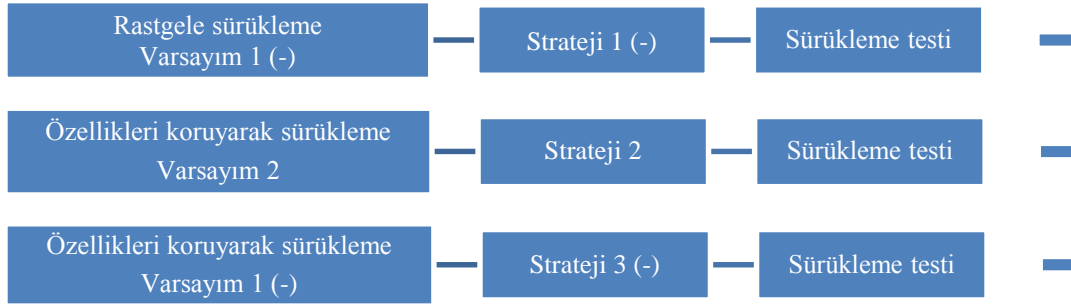 Rastgele sürükleme
Varsayım 1 (-)
Strateji 1 (-)
Sürükleme testi
Özellikleri koruyarak sürükleme
Varsayım 2
Strateji 2
Sürükleme testi
Özellikleri koruyarak sürükleme
Varsayım 1 (-)
Strateji 3 (-)
Sürükleme testi